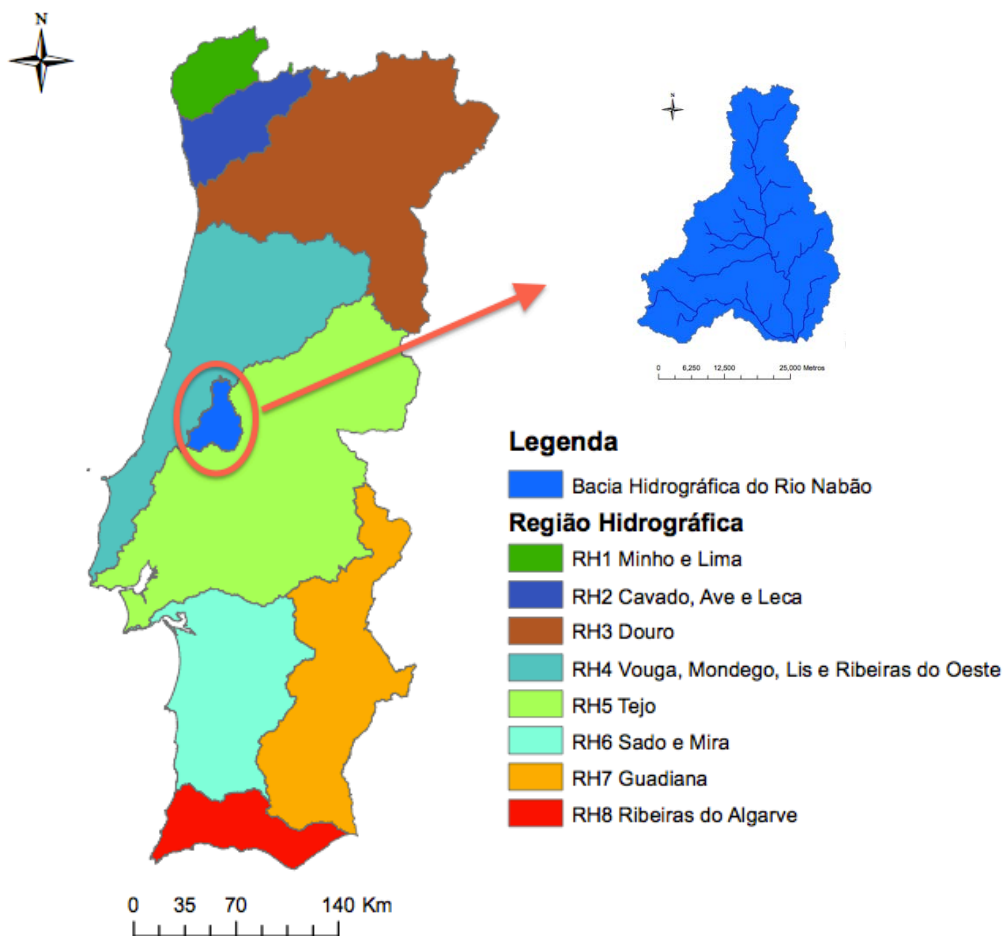 N
N
0 6,250 12,500 25,000 Metros
Legenda
Bacia Hidrográfica do Rio Nabão
Região Hidrográfica
RH1 Minho e Lima
RH2 Cavado, Ave e Leca
RH3 Douro
RH4 Vouga, Mondego, Lis e Ribeiras do Oeste
RH5 Tejo
RH6 Sado e Mira
RH7 Guadiana
RH8 Ribeiras do Algarve
0 35 70 140 Km